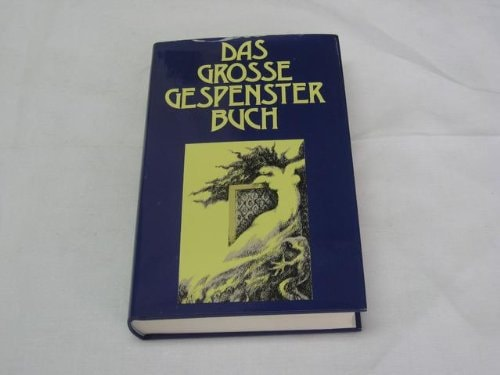 DAS
GROSSE
GESPENSTER
BUCH